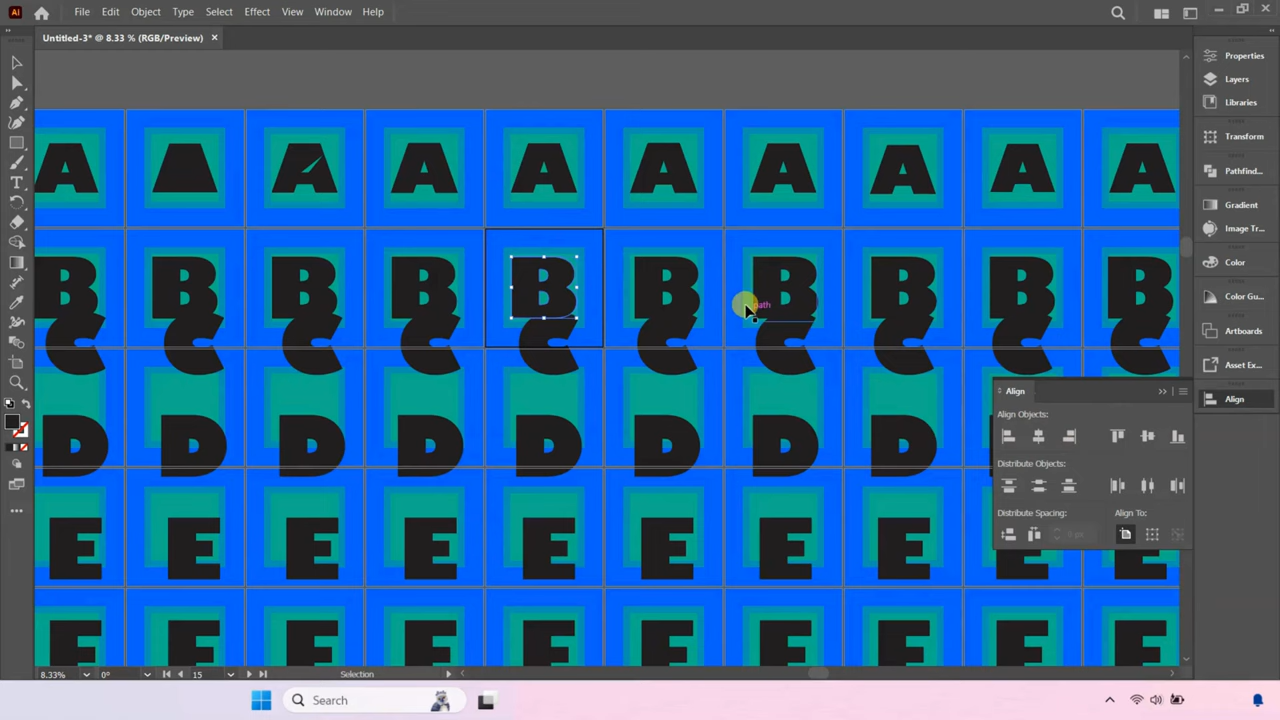 Ai File Edit Object Type Select Effect View Window Help
Untitled-3* @ 8.33 % (RGB/Preview) ×
Properties
Layers
Libraries
Transform
Pathfind...
Gradient
Image Tr...
Color
Color Gu...
Artboards
Asset Ex...
Align
A A A A A A A A A
B B B B B B B B B B
path
C C C C C C C C C C
D D D D D D D D
E E E E E E E E E E
Align
Align Objects:
Distribute Objects:
Distribute Spacing: Align To:
8.33% 0° 15 Selection
Search